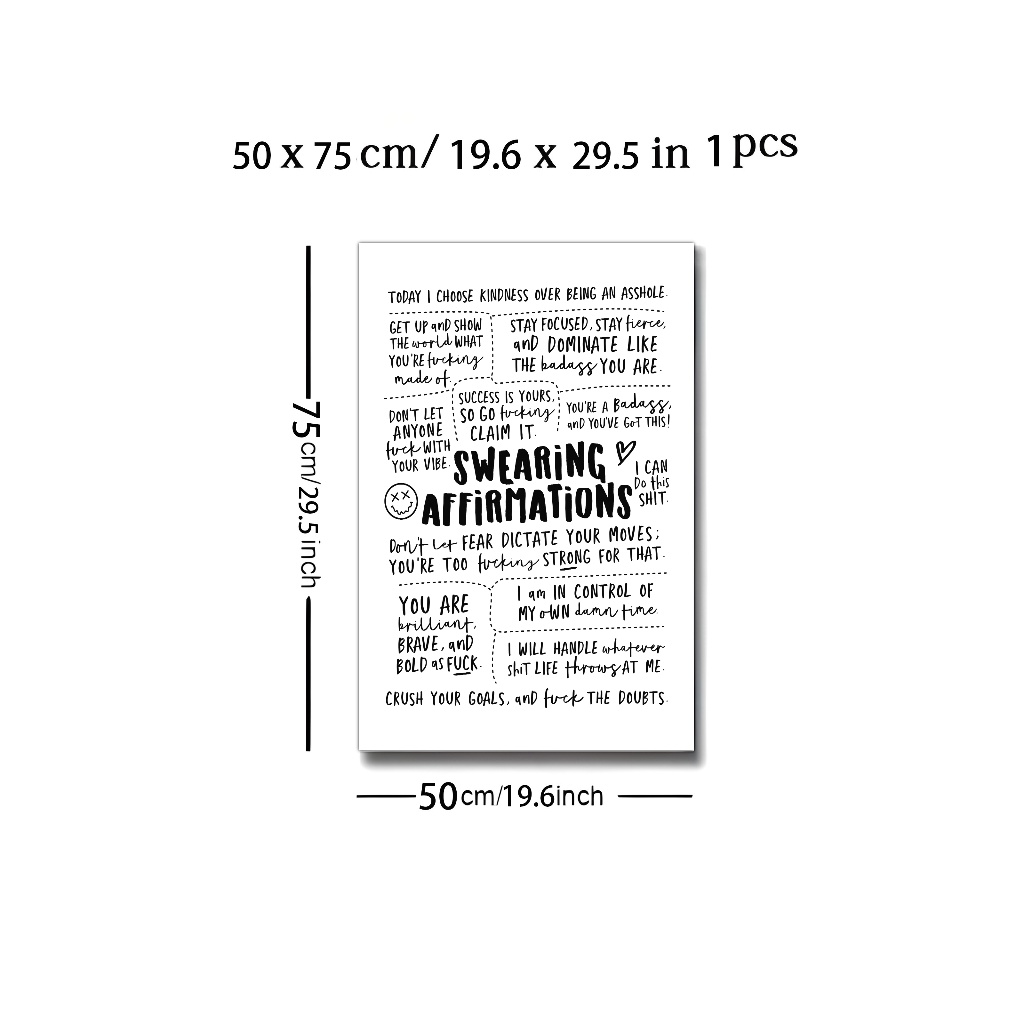 50 x 75 cm/ 19.6 x 29.5 in 1 pcs
75cm/29.5 inch
TODAY I CHOOSE KINDNESS OVER BEING AN ASSHOLE.
GET UP and SHOW
THE world WHAT
YOU'RE fucking
made of.
STAY FOCUSED, STAY fierce,
and DOMINATE LIKE
THE badass YOU ARE.
SUCCESS IS YOURS,
SO GO fucking
CLAIM IT.
YOU'RE A Badass,
and YOU'VE GOT THIS!
DON'T LET
ANYONE
fuck WITH
YOUR VIBE.
SWEARiNG
AFFiRMATiONS
I CAN
Do this
SHIT.
Don't Let FEAR DICTATE YOUR MOVES;
YOU'RE TOO fucking STRONG FOR THAT.
YOU ARE
brilliant,
BRAVE, and
BOLD as FUCK.
I am IN CONTROL OF
MY oWN damn time.
I WILL HANDLE whatever
shiT LIFE throws AT ME.
CRUSH YOUR GOALS, and fuck THE DOUBTS.
50cm/19.6inch